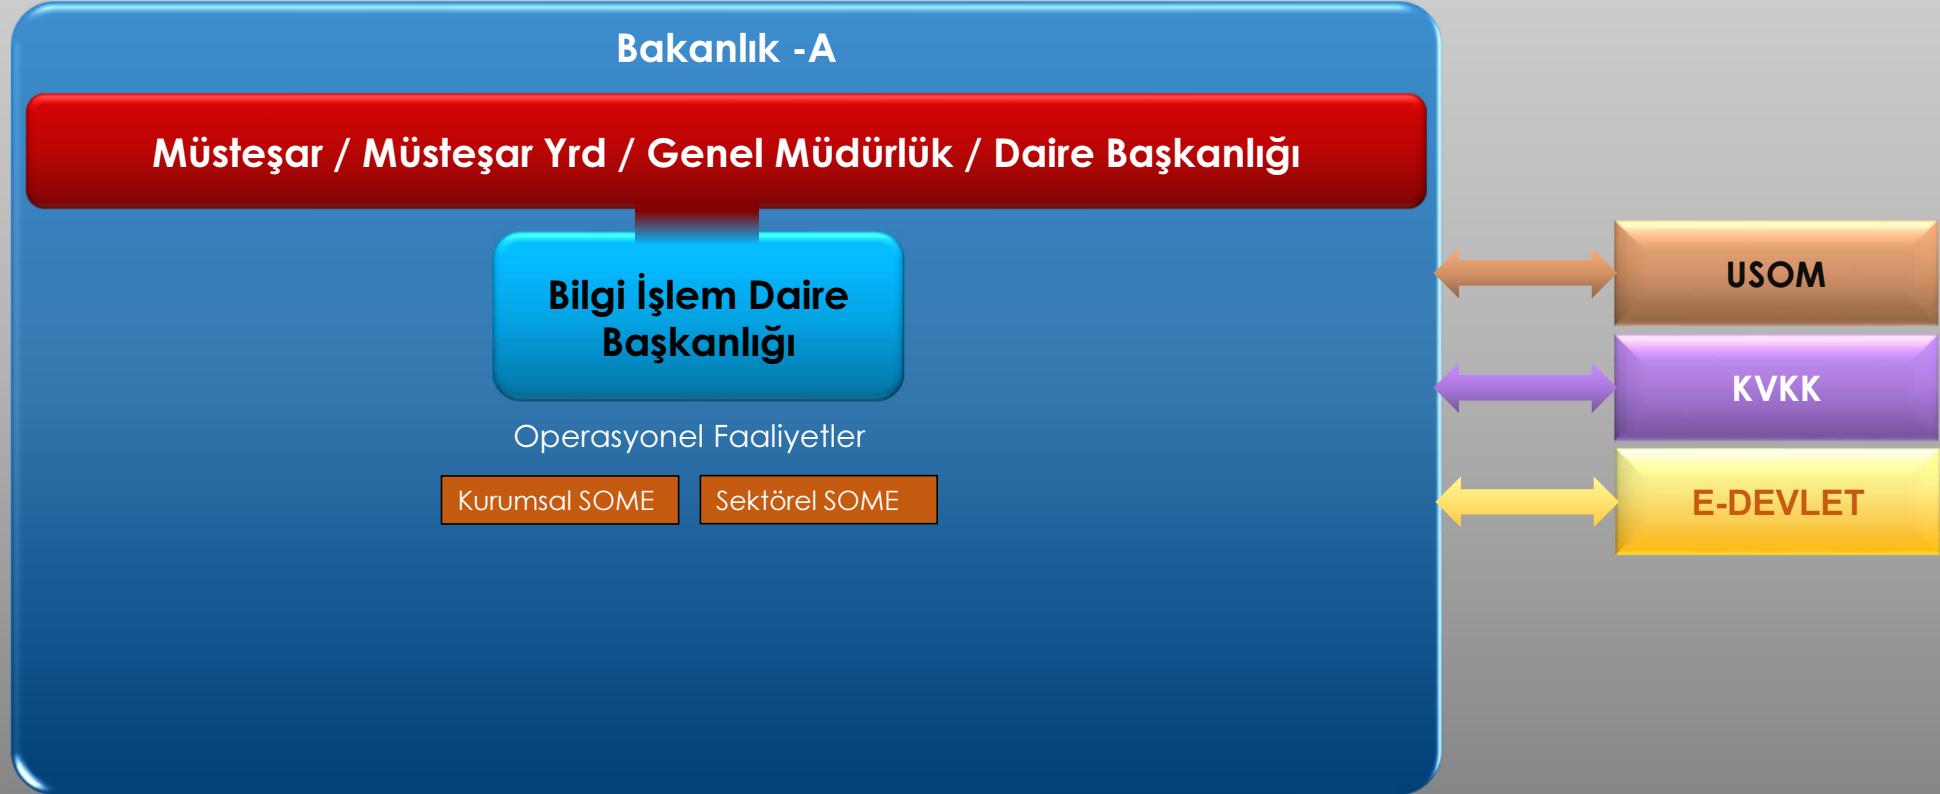 Bakanlık -A
Müsteşar / Müsteşar Yrd / Genel Müdürlük / Daire Başkanlığı
Bilgi İşlem Daire
Başkanlığı
Operasyonel Faaliyetler
Kurumsal SOME
Sektörel SOME
USOM
KVKK
E-DEVLET